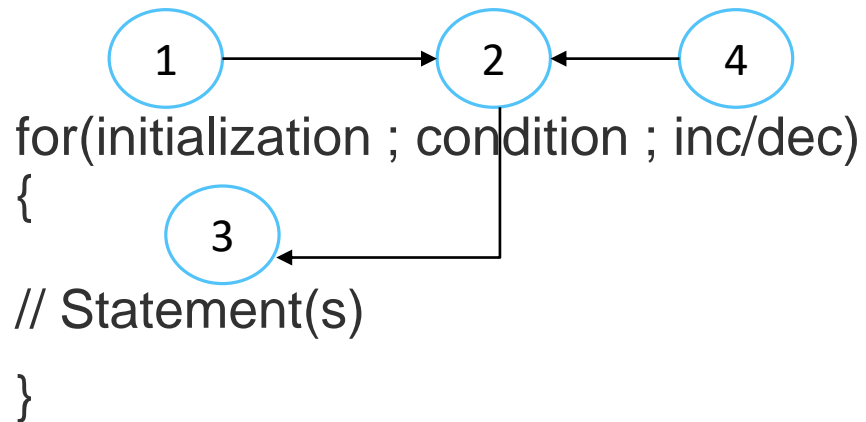 1 2 4
for(initialization ; condition ; inc/dec)
{
3
// Statement(s)
}